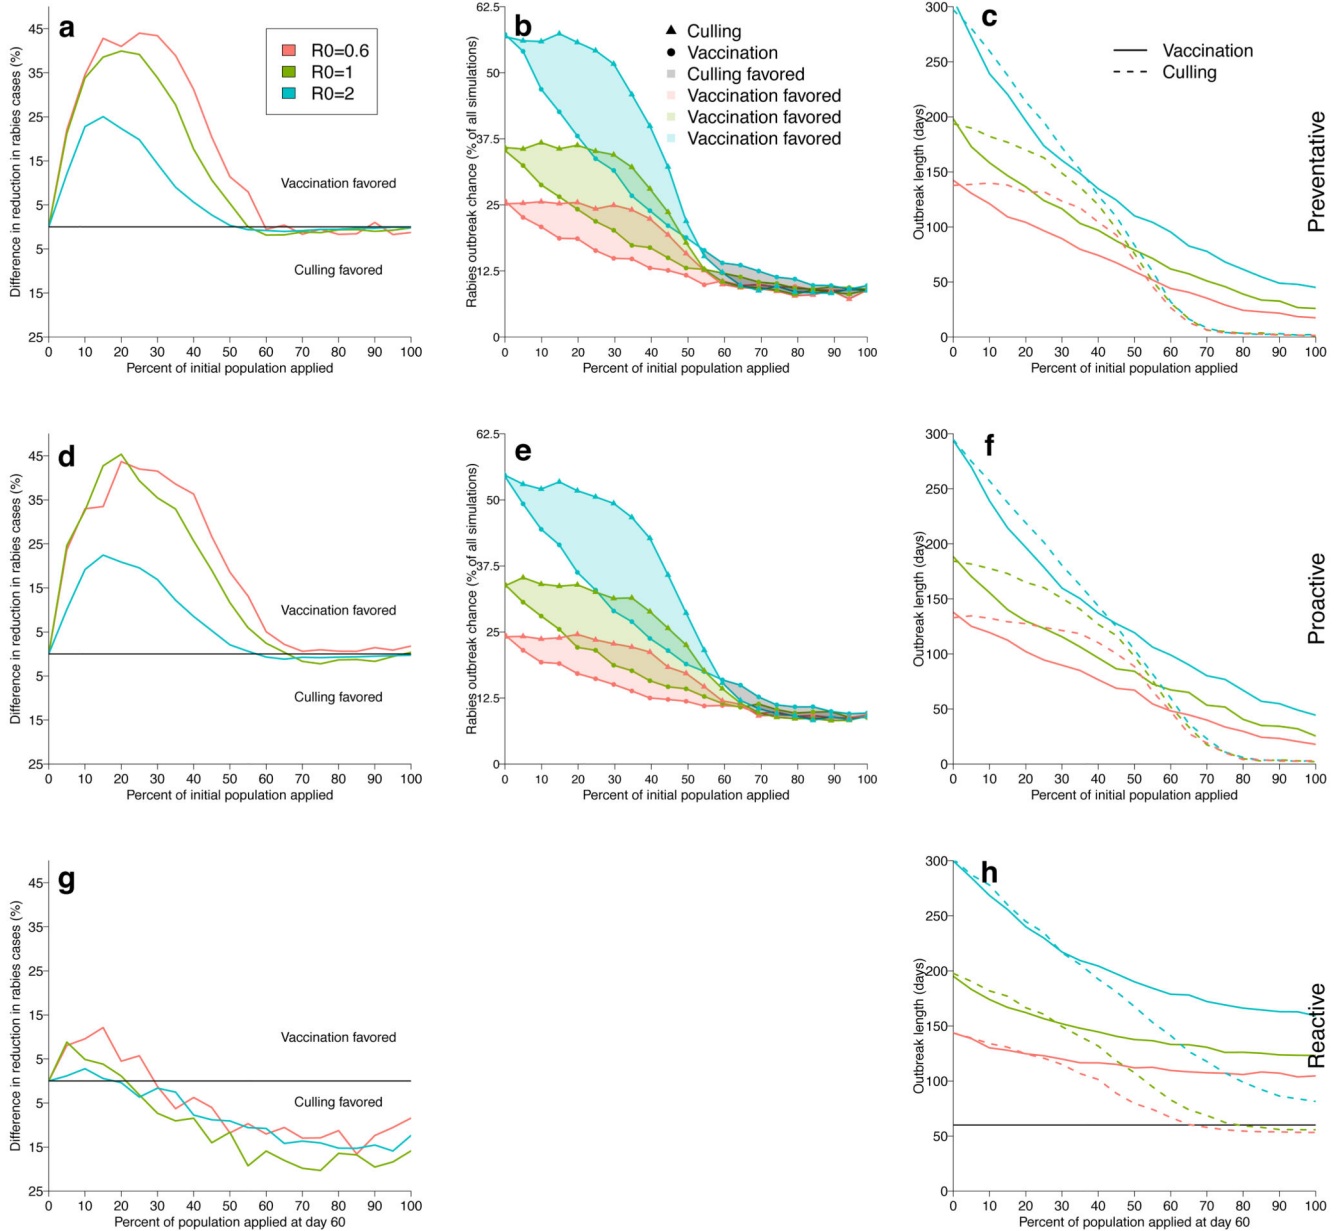 a
45
35
25
15
5
5
15
25
Difference in reduction in rabies cases (%)
R0=0.6
R0=1
R0=2
Vaccination favored
Culling favored
0 10 20 30 40 50 60 70 80 90 100
Percent of initial population applied
b
62.5
50
37.5
25
12.5
0
Rabies outbreak chance (% of all simulations)
Culling
Vaccination
Culling favored
Vaccination favored
Vaccination favored
Vaccination favored
0 10 20 30 40 50 60 70 80 90 100
Percent of initial population applied
c
300
250
200
150
100
50
0
Outbreak length (days)
Vaccination
Culling
0 10 20 30 40 50 60 70 80 90 100
Percent of initial population applied
Preventative
d
45
35
25
15
5
5
15
25
Difference in reduction in rabies cases (%)
Vaccination favored
Culling favored
0 10 20 30 40 50 60 70 80 90 100
Percent of initial population applied
e
62.5
50
37.5
25
12.5
0
Rabies outbreak chance (% of all simulations)
0 10 20 30 40 50 60 70 80 90 100
Percent of initial population applied
f
300
250
200
150
100
50
0
Outbreak length (days)
0 10 20 30 40 50 60 70 80 90 100
Percent of initial population applied
Proactive
g
45
35
25
15
5
5
15
25
Difference in reduction in rabies cases (%)
Vaccination favored
Culling favored
0 10 20 30 40 50 60 70 80 90 100
Percent of population applied at day 60
h
300
250
200
150
100
50
0
Outbreak length (days)
0 10 20 30 40 50 60 70 80 90 100
Percent of population applied at day 60
Reactive